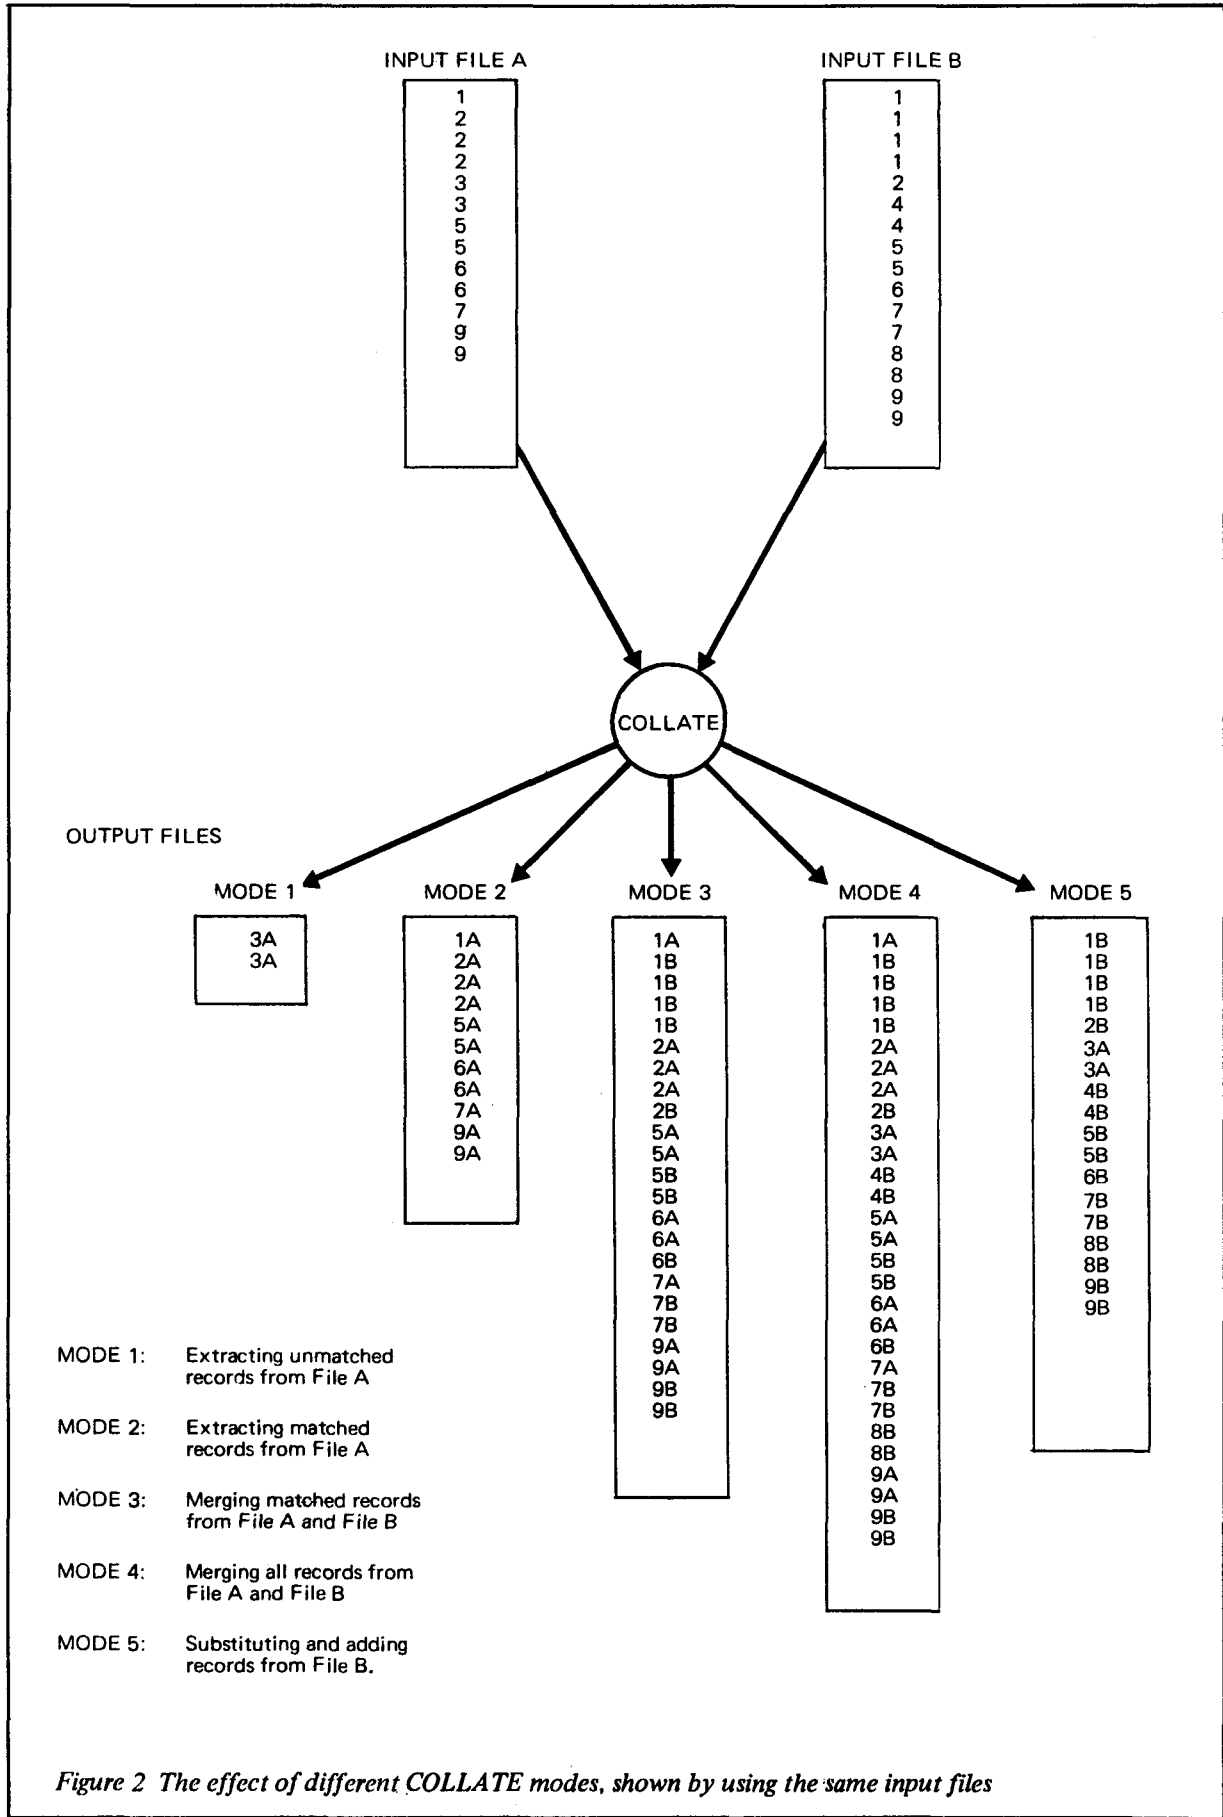 INPUT FILE A
1
2
2
2
3
3
5
5
6
6
7
9
9
INPUT FILE B
1
1
1
1
2
4
4
5
5
6
7
7
8
8
9
9
COLLATE
OUTPUT FILES
MODE 1
3A
3A
MODE 2
1A
2A
2A
2A
5A
5A
6A
6A
7A
9A
9A
MODE 3
1A
1B
1B
1B
1B
2A
2A
2A
2B
5A
5A
5B
5B
6A
6A
6B
7A
7B
7B
9A
9A
9B
9B
MODE 4
1A
1B
1B
1B
1B
2A
2A
2A
2B
3A
3A
4B
4B
5A
5A
5B
5B
6A
6A
6B
7A
7B
7B
8B
8B
9A
9A
9B
9B
MODE 5
1B
1B
1B
1B
2B
3A
3A
4B
4B
5B
5B
6B
7B
7B
8B
8B
9B
9B
MODE 1: Extracting unmatched
records from File A
MODE 2: Extracting matched
records from File A
MODE 3: Merging matched records
from File A and File B
MODE 4: Merging all records from
File A and File B
MODE 5: Substituting and adding
records from File B.
Figure 2 The effect of different COLLATE modes, shown by using the same input files